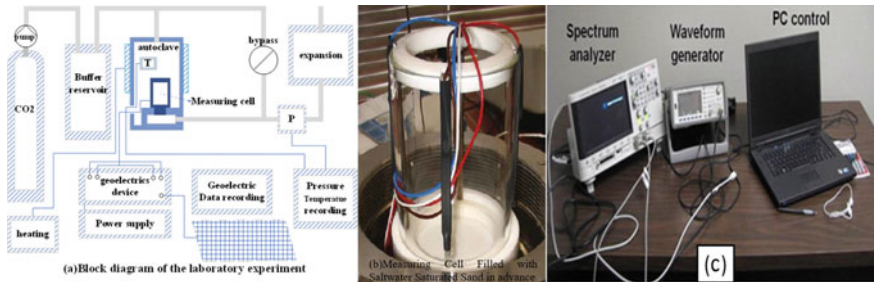 pump
CO2
Buffer
reservoir
autoclave
T
Measuring cell
bypass
expansion
P
geoelectrics
device
Geoelectric
Data recording
Pressure
Temperatue
recording
heating
Power supply
(a)Block diagram of the laboratory experiment
(b)Measuring Cell Filled with
Saltwater Saturated Sand in advance
Spectrum
analyzer
Waveform
generator
PC control
(c)